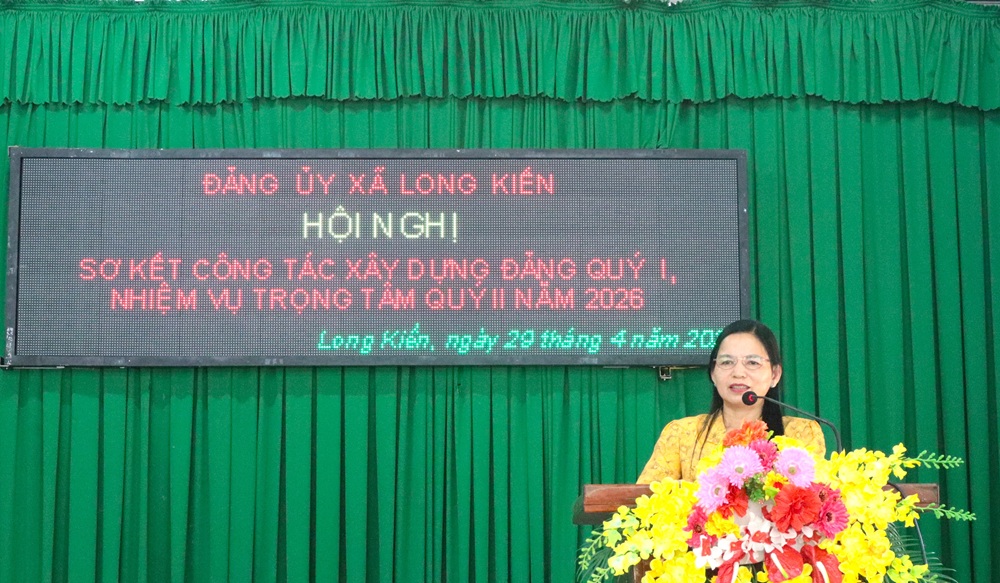 ĐẢNG ỦY XÃ LONG KIẾN
HỘI NGHỊ
SƠ KẾT CÔNG TÁC XÂY DỰNG ĐẢNG QUÝ I,
NHIỆM VỤ TRỌNG TÂM QUÝ II NĂM 2026
Long Kiến, ngày 29 tháng 4 năm